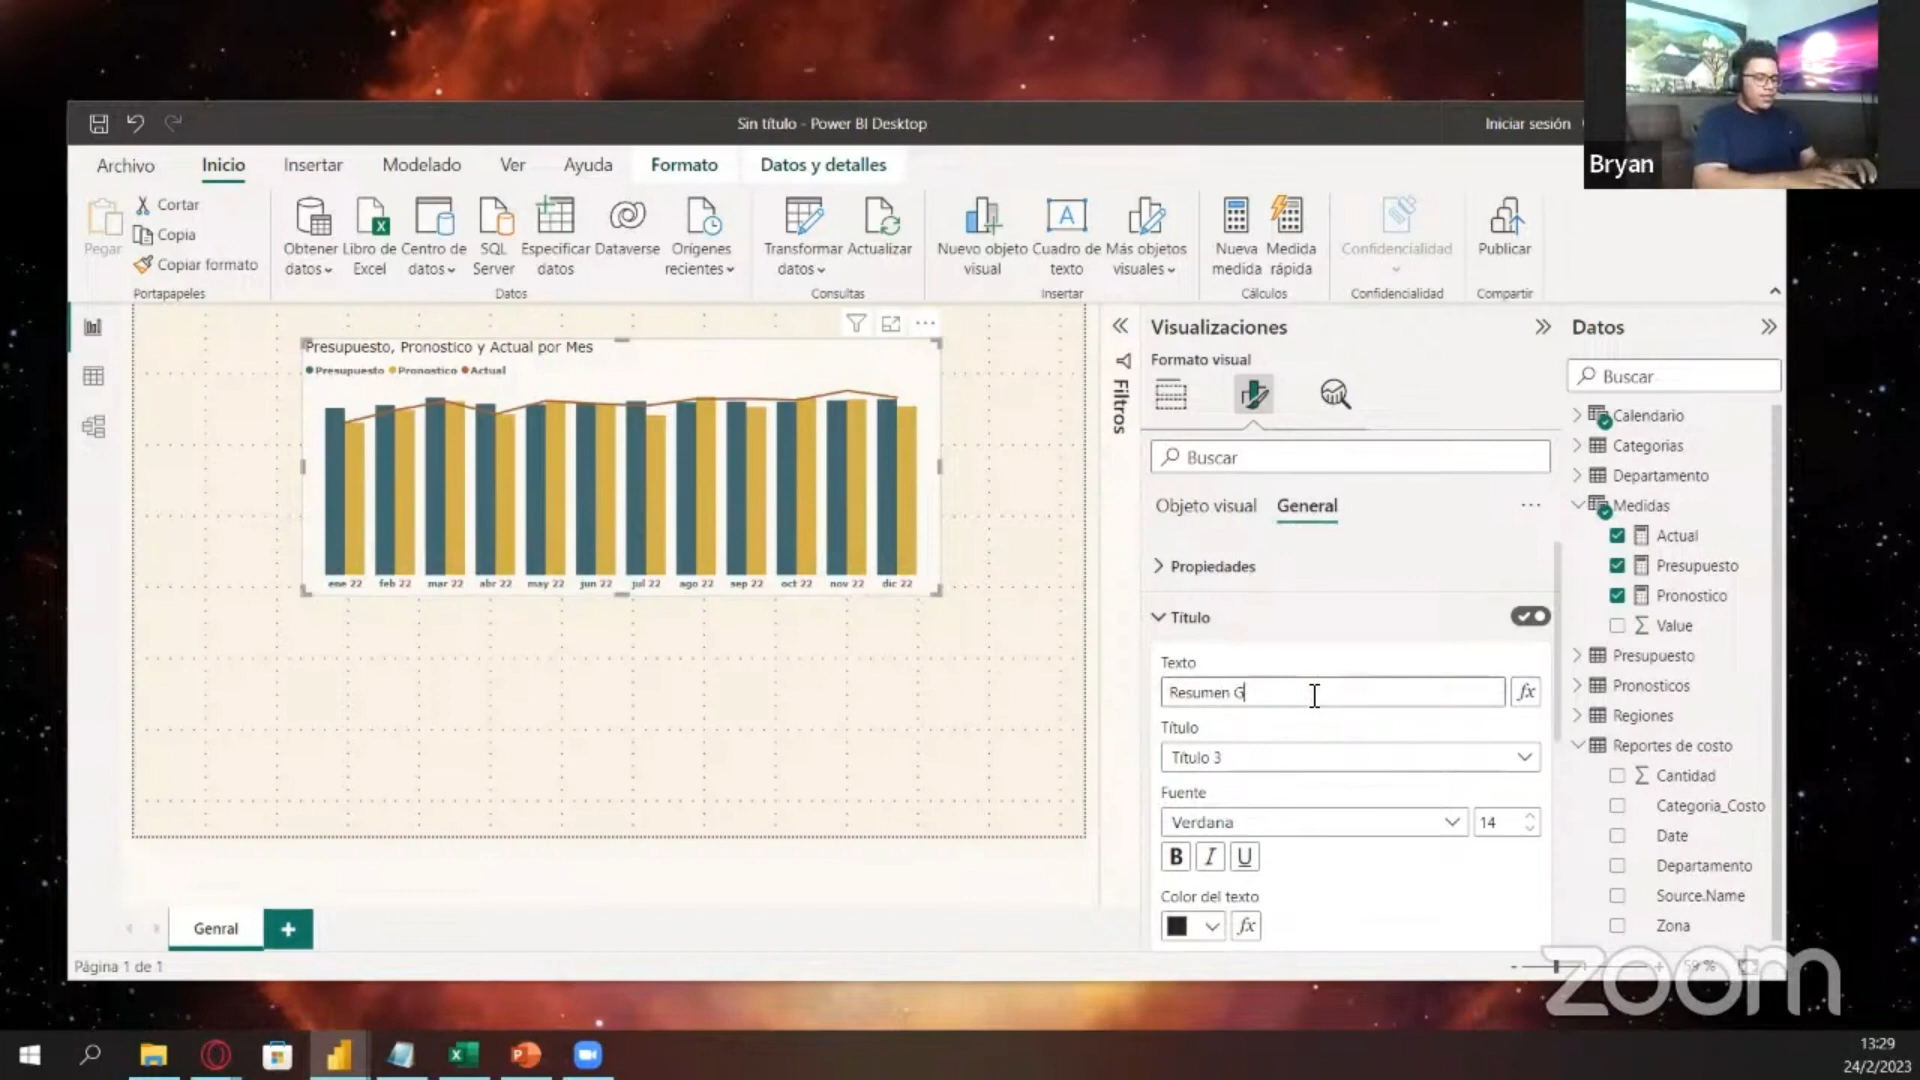 Bryan
Sin título - Power BI Desktop
Iniciar sesión
Archivo Inicio Insertar Modelado Ver Ayuda Formato Datos y detalles
Pegar
Cortar
Copia
Copiar formato
Portapapeles
Obtener datos
Libro de Excel
Centro de datos
SQL Server
Especificar datos
Dataverse
Orígenes recientes
Datos
Transformar datos
Actualizar
Consultas
Nuevo objeto visual
Cuadro de texto
Más objetos visuales
Insertar
Nueva medida
Medida rápida
Cálculos
Confidencialidad
Confidencialidad
Publicar
Compartir
Presupuesto, Pronostico y Actual por Mes
Presupuesto Pronostico Actual
ene 22 feb 22 mar 22 abr 22 may 22 jun 22 jul 22 ago 22 sep 22 oct 22 nov 22 dic 22
Filtros
Visualizaciones
Formato visual
Buscar
Objeto visual General
Propiedades
Título
Texto
Resumen G
fx
Título
Título 3
Fuente
Verdana 14
B I U
Color del texto
fx
Datos
Buscar
Calendario
Categorias
Departamento
Medidas
Actual
Presupuesto
Pronostico
Value
Presupuesto
Pronosticos
Regiones
Reportes de costo
Cantidad
Categoria_Costo
Date
Departamento
Source.Name
Zona
Genral
Página 1 de 1
59 %
zoom
13:29
24/2/2023